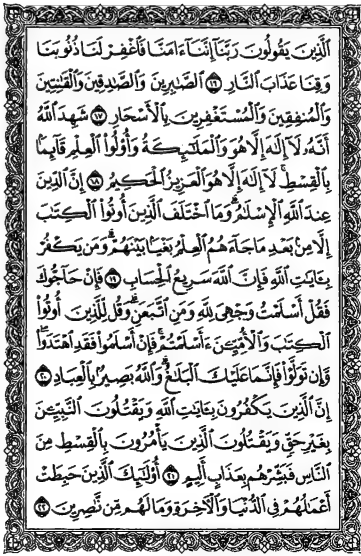 ٱلَّذِينَ يَقُولُونَ رَبَّنَآ إِنَّنَآ ءَامَنَّا فَٱغْفِرْ لَنَا ذُنُوبَنَا
وَقِنَا عَذَابَ ٱلنَّارِ ١٦ ٱلصَّٰبِرِينَ وَٱلصَّٰدِقِينَ وَٱلْقَٰنِتِينَ
وَٱلْمُنفِقِينَ وَٱلْمُسْتَغْفِرِينَ بِٱلْأَسْحَارِ ١٧ شَهِدَ ٱللَّهُ
أَنَّهُۥ لَآ إِلَٰهَ إِلَّا هُوَ وَٱلْمَلَٰٓئِكَةُ وَأُو۟لُوا۟ ٱلْعِلْمِ قَآئِمًۢا
بِٱلْقِسْطِ ۚ لَآ إِلَٰهَ إِلَّا هُوَ ٱلْعَزِيزُ ٱلْحَكِيمُ ١٨ إِنَّ ٱلدِّينَ
عِندَ ٱللَّهِ ٱلْإِسْلَٰمُ ۗ وَمَا ٱخْتَلَفَ ٱلَّذِينَ أُوتُوا۟ ٱلْكِتَٰبَ
إِلَّا مِنۢ بَعْدِ مَا جَآءَهُمُ ٱلْعِلْمُ بَغْيًۢا بَيْنَهُمْ ۗ وَمَن يَكْفُرْ
بِـَٔايَٰتِ ٱللَّهِ فَإِنَّ ٱللَّهَ سَرِيعُ ٱلْحِسَابِ ١٩ فَإِنْ حَآجُّوكَ
فَقُلْ أَسْلَمْتُ وَجْهِىَ لِلَّهِ وَمَنِ ٱتَّبَعَنِ ۗ وَقُل لِّلَّذِينَ أُوتُوا۟
ٱلْكِتَٰبَ وَٱلْأُمِّيِّـۧنَ ءَأَسْلَمْتُمْ ۚ فَإِنْ أَسْلَمُوا۟ فَقَدِ ٱهْتَدَوا۟ ۖ
وَّإِن تَوَلَّوْا۟ فَإِنَّمَا عَلَيْكَ ٱلْبَلَٰغُ ۗ وَٱللَّهُ بَصِيرٌۢ بِٱلْعِبَادِ ٢٠
إِنَّ ٱلَّذِينَ يَكْفُرُونَ بِـَٔايَٰتِ ٱللَّهِ وَيَقْتُلُونَ ٱلنَّبِيِّـۧنَ
بِغَيْرِ حَقٍّ وَيَقْتُلُونَ ٱلَّذِينَ يَأْمُرُونَ بِٱلْقِسْطِ مِنَ
ٱلنَّاسِ فَبَشِّرْهُم بِعَذَابٍ أَلِيمٍ ٢١ أُو۟لَٰٓئِكَ ٱلَّذِينَ حَبِطَتْ
أَعْمَٰلُهُمْ فِى ٱلدُّنْيَا وَٱلْـَٔاخِرَةِ وَمَا لَهُم مِّن نَّٰصِرِينَ ٢٢